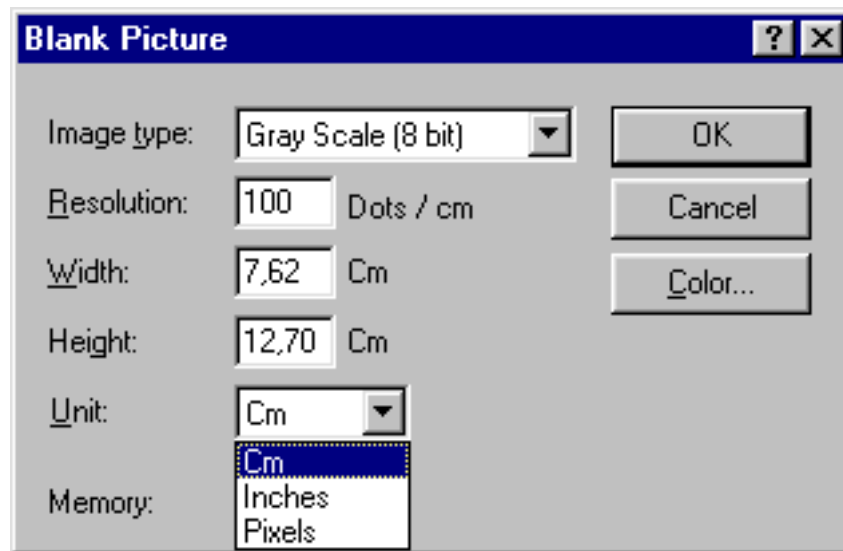 Blank Picture
Image type: Gray Scale (8 bit) OK
Resolution: 100 Dots / cm Cancel
Width: 7,62 Cm Color...
Height: 12,70 Cm
Unit: Cm
Cm
Inches
Memory:
Pixels